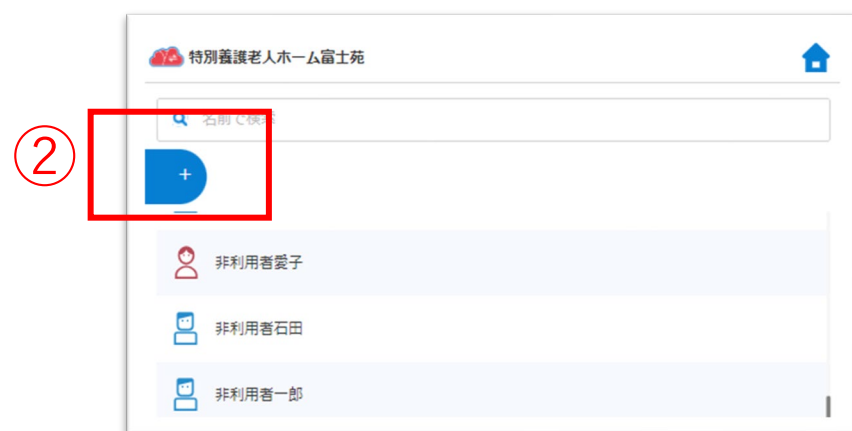 特別養護老人ホーム富士苑
名前で検索
②
+
非利用者愛子
非利用者石田
非利用者一郎